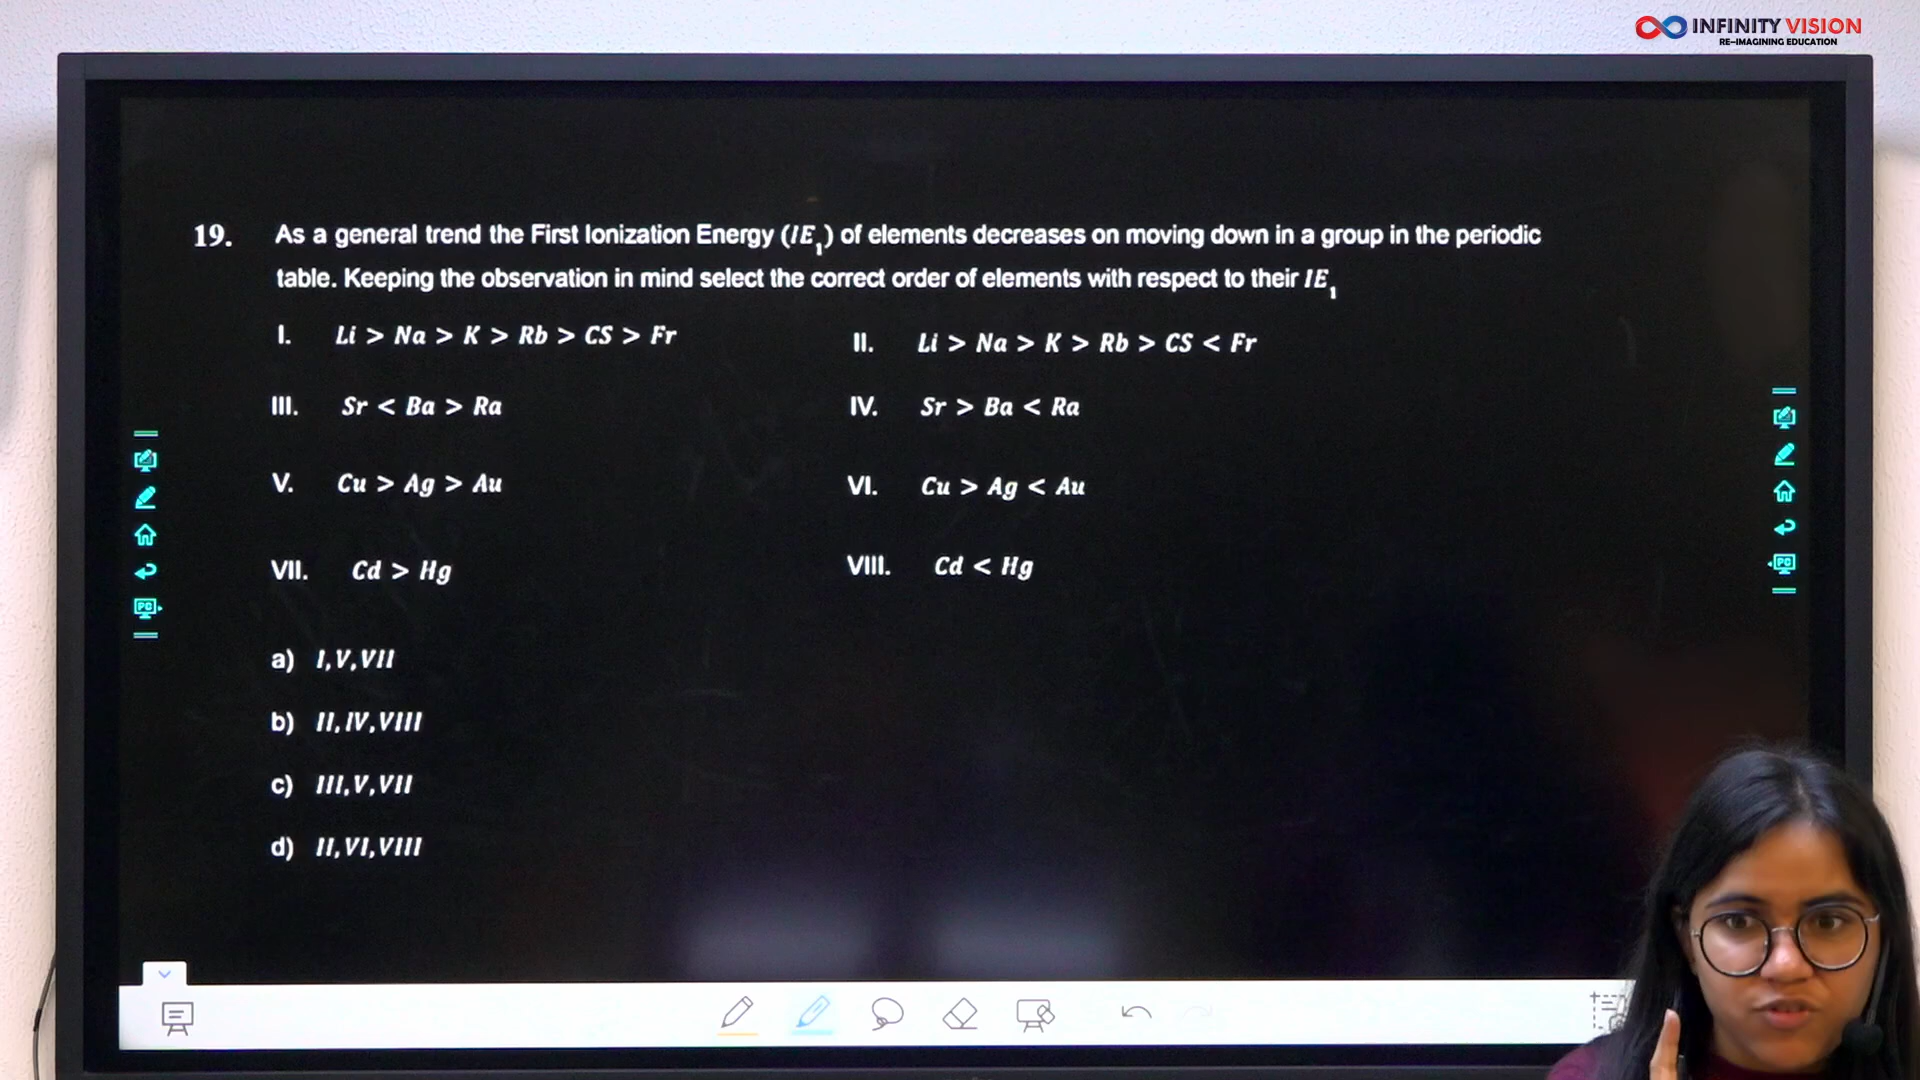 INFINITY VISION
RE-IMAGINING EDUCATION
19. As a general trend the First Ionization Energy (IE₁) of elements decreases on moving down in a group in the periodic
table. Keeping the observation in mind select the correct order of elements with respect to their IE₁
I. Li > Na > K > Rb > CS > Fr
II. Li > Na > K > Rb > CS < Fr
III. Sr < Ba > Ra
IV. Sr > Ba < Ra
V. Cu > Ag > Au
VI. Cu > Ag < Au
VII. Cd > Hg
VIII. Cd < Hg
a) I,V,VII
b) II,IV,VIII
c) III,V,VII
d) II,VI,VIII
PC
PC